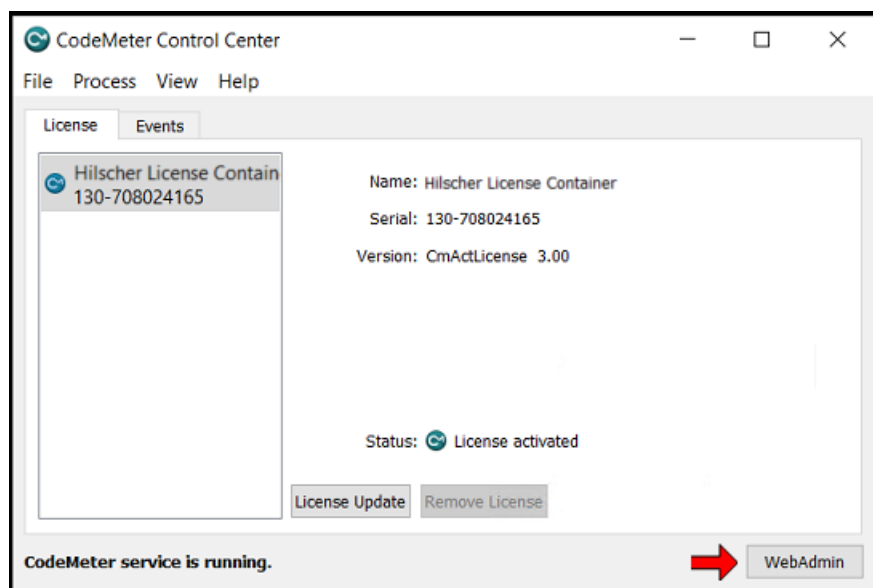 CodeMeter Control Center
File Process View Help
License Events
Hilscher License Contain
130-708024165
Name: Hilscher License Container
Serial: 130-708024165
Version: CmActLicense 3.00
Status: License activated
License Update Remove License
CodeMeter service is running.
WebAdmin